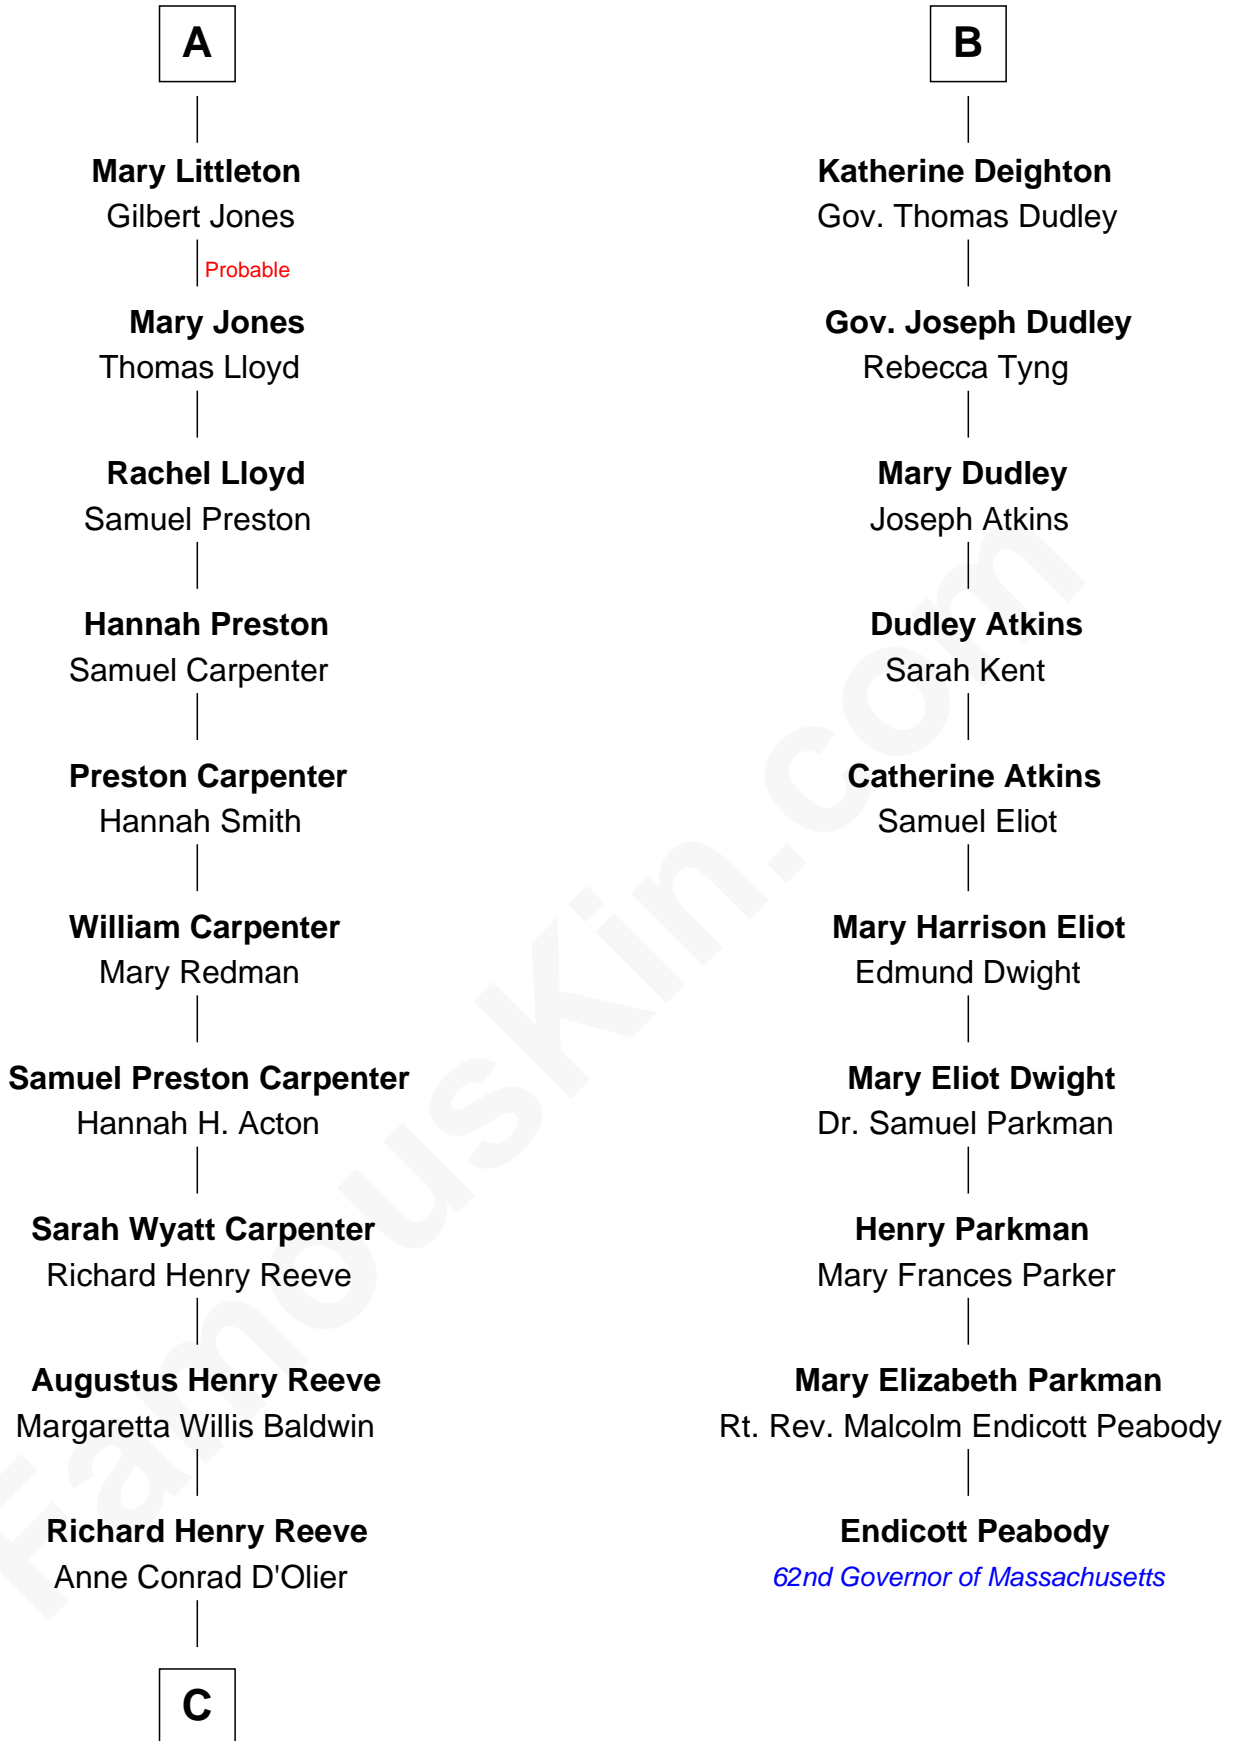 A
Mary Littleton
Gilbert Jones
Probable
Mary Jones
Thomas Lloyd
Rachel Lloyd
Samuel Preston
Hannah Preston
Samuel Carpenter
Preston Carpenter
Hannah Smith
William Carpenter
Mary Redman
Samuel Preston Carpenter
Hannah H. Acton
Sarah Wyatt Carpenter
Richard Henry Reeve
Augustus Henry Reeve
Margaretta Willis Baldwin
Richard Henry Reeve
Anne Conrad D'Olier
C
B
Katherine Deighton
Gov. Thomas Dudley
Gov. Joseph Dudley
Rebecca Tyng
Mary Dudley
Joseph Atkins
Dudley Atkins
Sarah Kent
Catherine Atkins
Samuel Eliot
Mary Harrison Eliot
Edmund Dwight
Mary Eliot Dwight
Dr. Samuel Parkman
Henry Parkman
Mary Frances Parker
Mary Elizabeth Parkman
Rt. Rev. Malcolm Endicott Peabody
Endicott Peabody
62nd Governor of Massachusetts
FamousKin.com